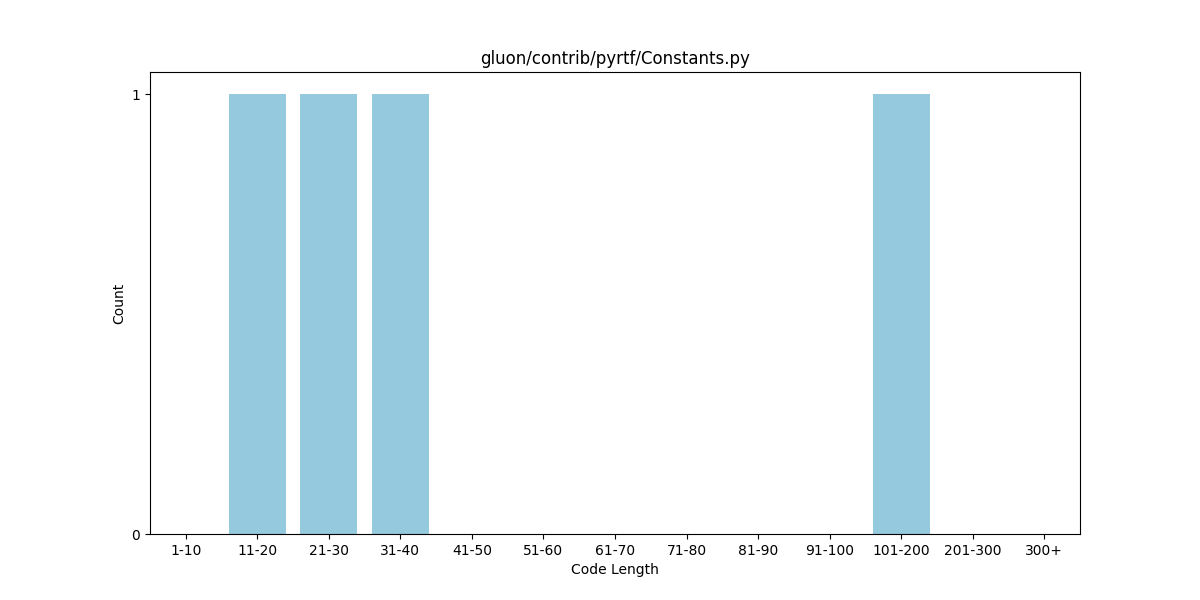 gluon/contrib/pyrtf/Constants.py
1
0
Count
1-10 11-20 21-30 31-40 41-50 51-60 61-70 71-80 81-90 91-100 101-200 201-300 300+
Code Length